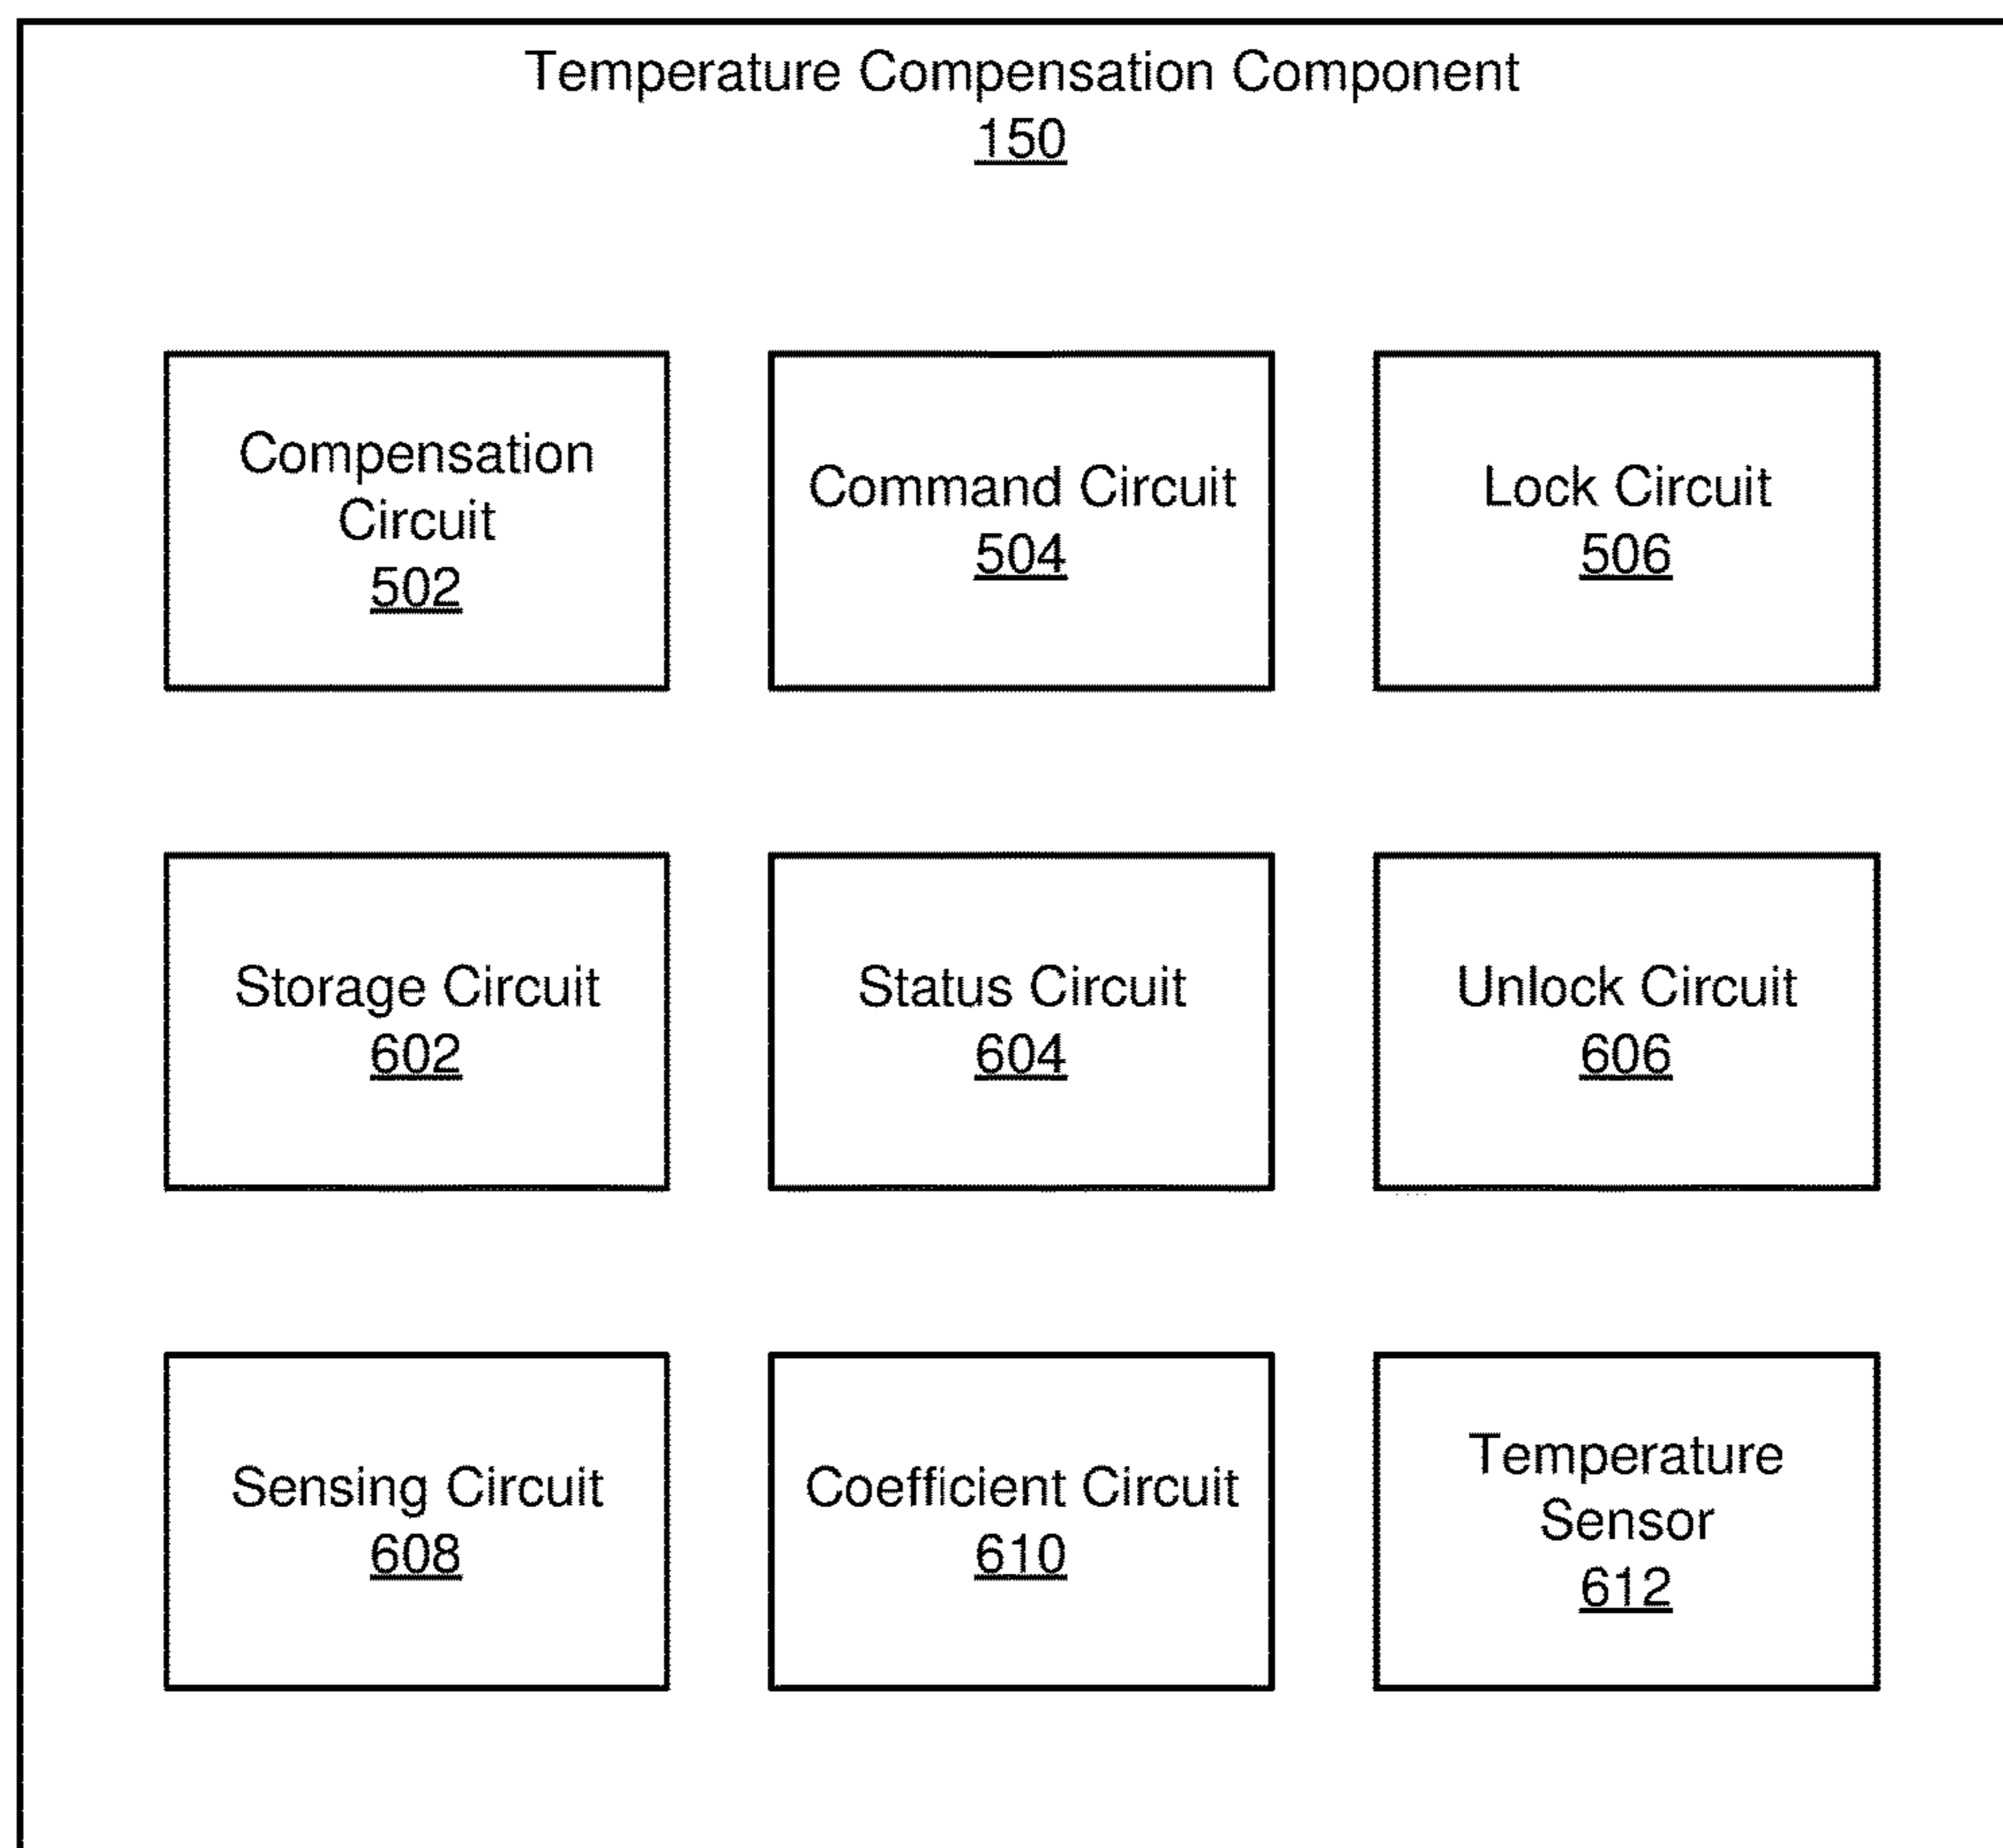 Temperature Compensation Component
150
Compensation
Circuit
502
Command Circuit
504
Lock Circuit
506
Storage Circuit
602
Status Circuit
604
Unlock Circuit
606
Sensing Circuit
608
Coefficient Circuit
610
Temperature
Sensor
612